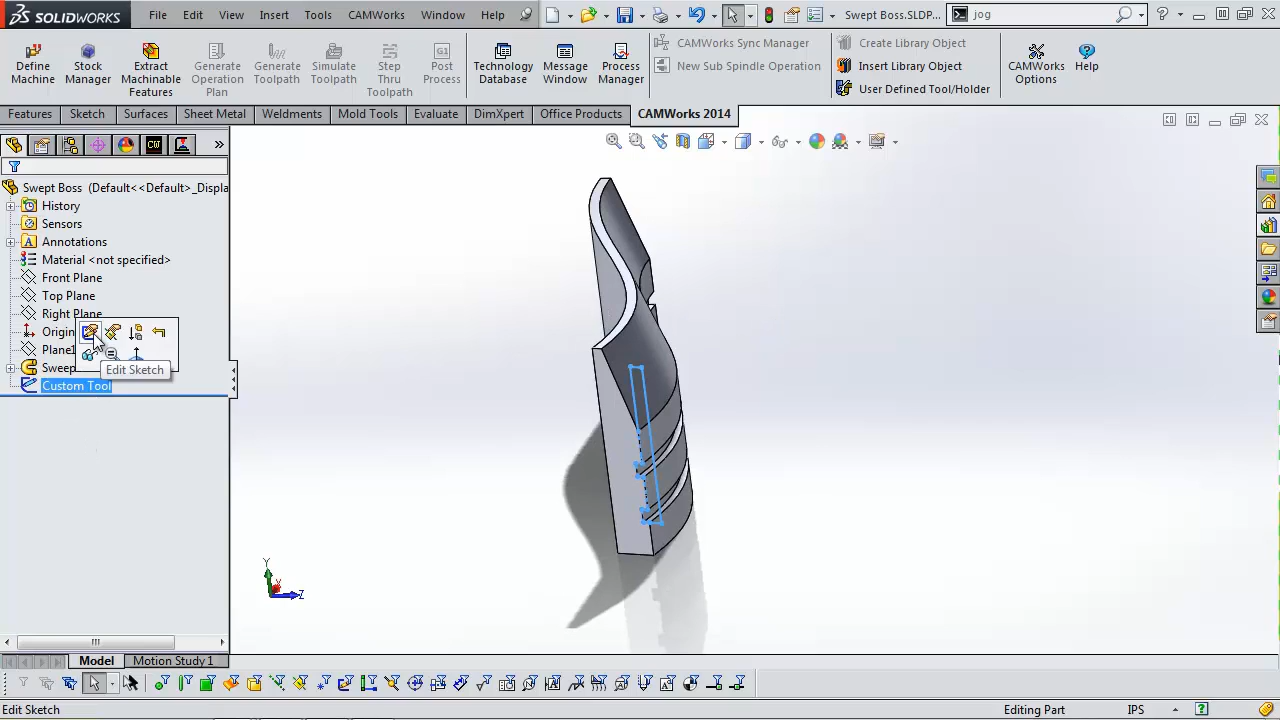 SOLIDWORKS File Edit View Insert Tools CAMWorks Window Help Swept Boss.SLDP... jog
Define Machine
Stock Manager
Extract Machinable Features
Generate Operation Plan
Generate Toolpath
Simulate Toolpath
Step Thru Toolpath
G1
Post Process
CAMWorks Sync Manager
New Sub Spindle Operation
Technology Database
Message Window
Process Manager
Create Library Object
Insert Library Object
User Defined Tool/Holder
CAMWorks Options
Help
Features Sketch Surfaces Sheet Metal Weldments Mold Tools Evaluate DimXpert Office Products CAMWorks 2014
CW »
Swept Boss (Default<<Default>_Displa
History
Sensors
A Annotations
Material <not specified>
Front Plane
Top Plane
Right Plane
Origin
Plane1
Sweep
Edit Sketch
Custom Tool
Y
X
Z
Model Motion Study 1
Edit Sketch Editing Part IPS ?